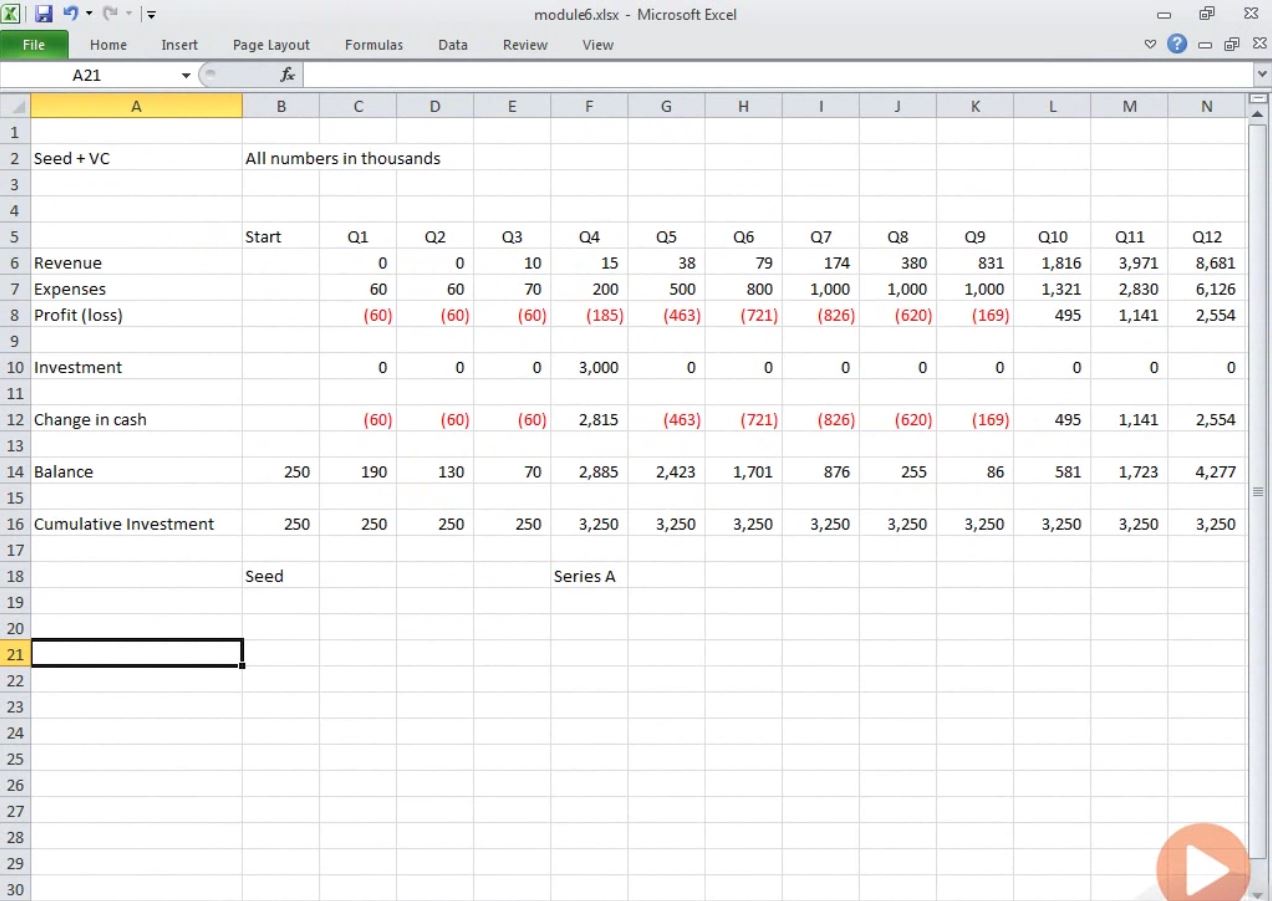 module6.xlsx - Microsoft Excel
File Home Insert Page Layout Formulas Data Review View
A21 fx
A B C D E F G H I J K L M N
1
2 Seed + VC All numbers in thousands
3
4
5 Start Q1 Q2 Q3 Q4 Q5 Q6 Q7 Q8 Q9 Q10 Q11 Q12
6 Revenue 0 0 10 15 38 79 174 380 831 1,816 3,971 8,681
7 Expenses 60 60 70 200 500 800 1,000 1,000 1,000 1,321 2,830 6,126
8 Profit (loss) (60) (60) (60) (185) (463) (721) (826) (620) (169) 495 1,141 2,554
9
10 Investment 0 0 0 3,000 0 0 0 0 0 0 0 0
11
12 Change in cash (60) (60) (60) 2,815 (463) (721) (826) (620) (169) 495 1,141 2,554
13
14 Balance 250 190 130 70 2,885 2,423 1,701 876 255 86 581 1,723 4,277
15
16 Cumulative Investment 250 250 250 250 3,250 3,250 3,250 3,250 3,250 3,250 3,250 3,250 3,250
17
18 Seed Series A
19
20
21
22
23
24
25
26
27
28
29
30